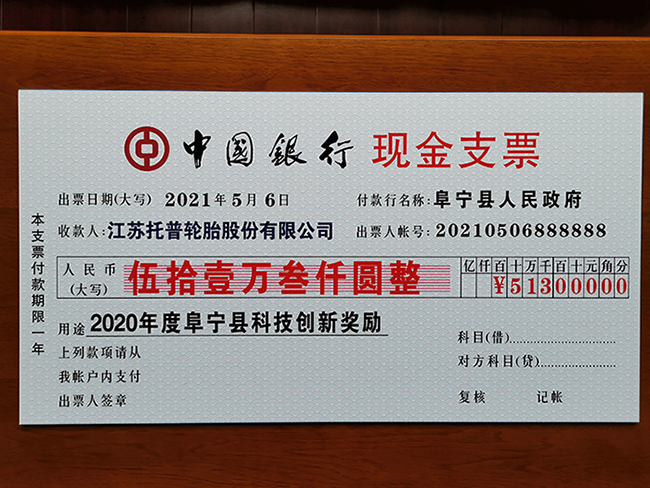 中國銀行 现金支票
出票日期(大写) 2021年5月6日 付款行名称:阜宁县人民政府
收款人:江苏托普轮胎股份有限公司 出票人帐号:20210506888888
人民币
(大写) 伍拾壹万叁仟圆整
亿仟百十万千百十元角分
¥51300000
用途 2020年度阜宁县科技创新奖励
上列款项请从
我帐户内支付
出票人签章
科目(借)
对方科目(贷)
复核 记帐
本支票付款期限一年